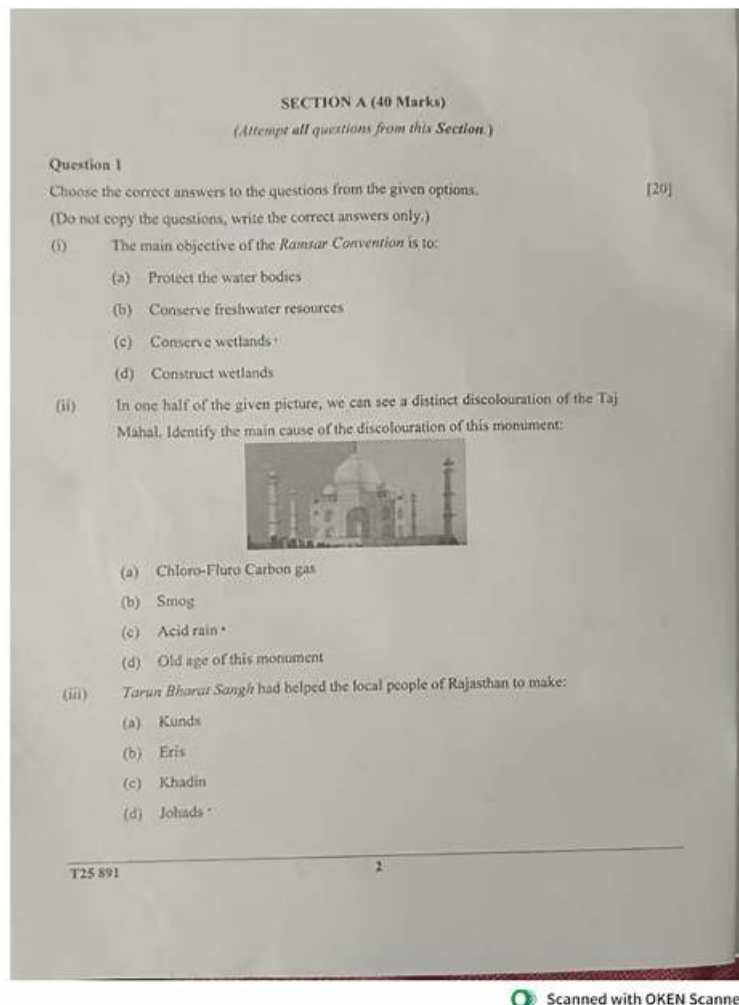 SECTION A (40 Marks)
(Attempt all questions from this Section.)
Question 1
Choose the correct answers to the questions from the given options. [20]
(Do not copy the questions, write the correct answers only.)
(i) The main objective of the Ramsar Convention is to:
(a) Protect the water bodies
(b) Conserve freshwater resources
(c) Conserve wetlands
(d) Construct wetlands
(ii) In one half of the given picture, we can see a distinct discolouration of the Taj
Mahal. Identify the main cause of the discolouration of this monument:
(a) Chloro-Fluro Carbon gas
(b) Smog
(c) Acid rain
(d) Old age of this monument
(iii) Tarun Bharat Sangh had helped the local people of Rajasthan to make:
(a) Kunds
(b) Eris
(c) Khadin
(d) Johads
T25 891 2
Scanned with OKEN Scanne